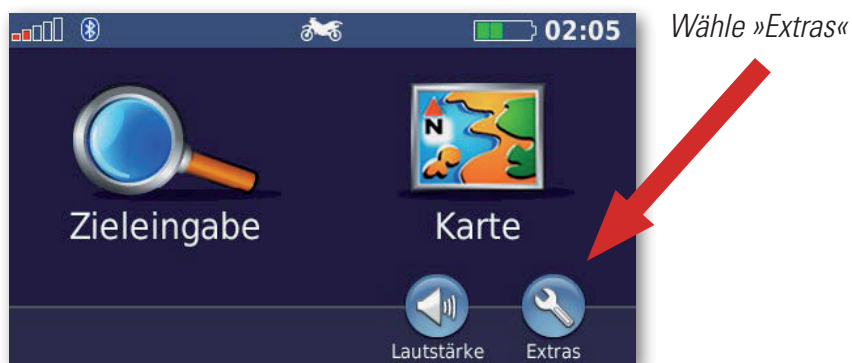 02:05
Wähle »Extras«
N
Zieleingabe
Karte
Lautstärke
Extras